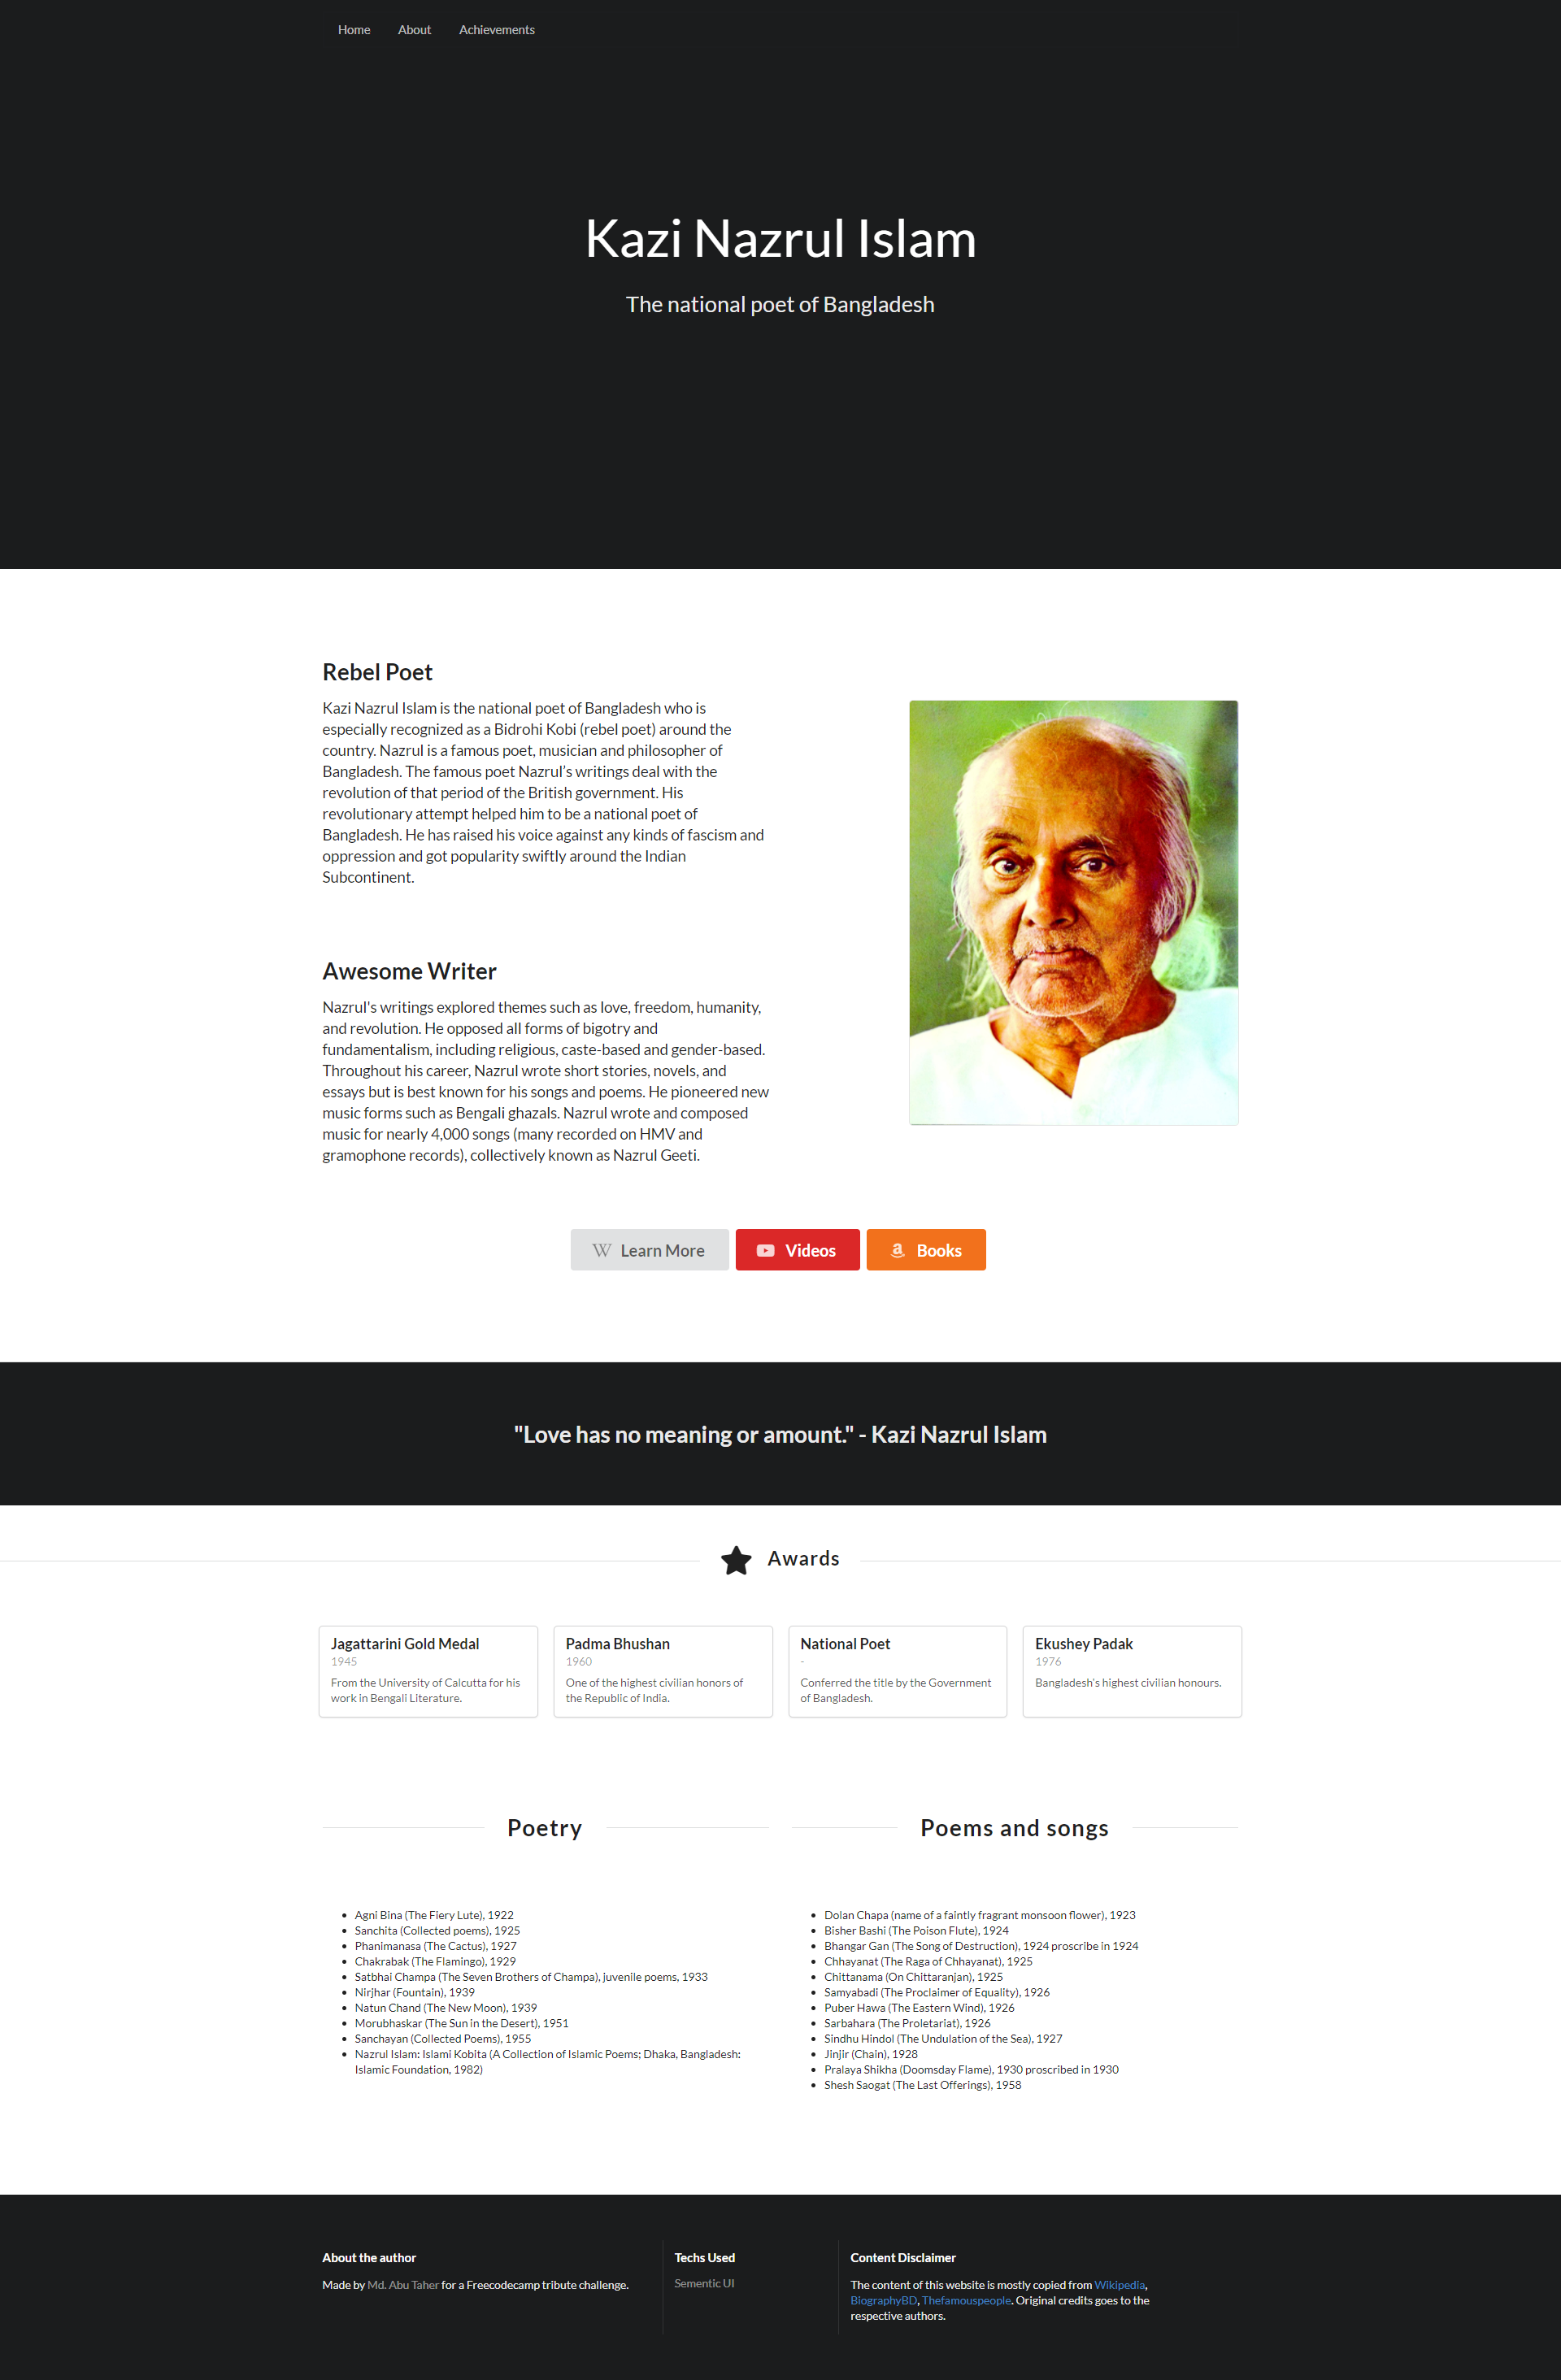 Home About Achievements
Kazi Nazrul Islam
The national poet of Bangladesh
Rebel Poet
Kazi Nazrul Islam is the national poet of Bangladesh who is
especially recognized as a Bidrohi Kobi (rebel poet) around the
country. Nazrul is a famous poet, musician and philosopher of
Bangladesh. The famous poet Nazrul’s writings deal with the
revolution of that period of the British government. His
revolutionary attempt helped him to be a national poet of
Bangladesh. He has raised his voice against any kinds of fascism and
oppression and got popularity swiftly around the Indian
Subcontinent.
Awesome Writer
Nazrul's writings explored themes such as love, freedom, humanity,
and revolution. He opposed all forms of bigotry and
fundamentalism, including religious, caste-based and gender-based.
Throughout his career, Nazrul wrote short stories, novels, and
essays but is best known for his songs and poems. He pioneered new
music forms such as Bengali ghazals. Nazrul wrote and composed
music for nearly 4,000 songs (many recorded on HMV and
gramophone records), collectively known as Nazrul Geeti.
Learn More Videos Books
"Love has no meaning or amount." - Kazi Nazrul Islam
Awards
Jagattarini Gold Medal
1945
From the University of Calcutta for his
work in Bengali Literature.
Padma Bhushan
1960
One of the highest civilian honors of
the Republic of India.
National Poet
-
Conferred the title by the Government
of Bangladesh.
Ekushey Padak
1976
Bangladesh's highest civilian honours.
Poetry
Agni Bina (The Fiery Lute), 1922
Sanchita (Collected poems), 1925
Phanimanasa (The Cactus), 1927
Chakrabak (The Flamingo), 1929
Satbhai Champa (The Seven Brothers of Champa), juvenile poems, 1933
Nirjhar (Fountain), 1939
Natun Chand (The New Moon), 1939
Morubhaskar (The Sun in the Desert), 1951
Sanchayan (Collected Poems), 1955
Nazrul Islam: Islami Kobita (A Collection of Islamic Poems; Dhaka, Bangladesh:
Islamic Foundation, 1982)
Poems and songs
Dolan Chapa (name of a faintly fragrant monsoon flower), 1923
Bisher Bashi (The Poison Flute), 1924
Bhangar Gan (The Song of Destruction), 1924 proscribe in 1924
Chhayanat (The Raga of Chhayanat), 1925
Chittanama (On Chittaranjan), 1925
Samyabadi (The Proclaimer of Equality), 1926
Puber Hawa (The Eastern Wind), 1926
Sarbahara (The Proletariat), 1926
Sindhu Hindol (The Undulation of the Sea), 1927
Jinjir (Chain), 1928
Pralaya Shikha (Doomsday Flame), 1930 proscribed in 1930
Shesh Saogat (The Last Offerings), 1958
About the author
Made by Md. Abu Taher for a Freecodecamp tribute challenge.
Techs Used
Sementic UI
Content Disclaimer
The content of this website is mostly copied from Wikipedia,
BiographyBD, Thefamouspeople. Original credits goes to the
respective authors.